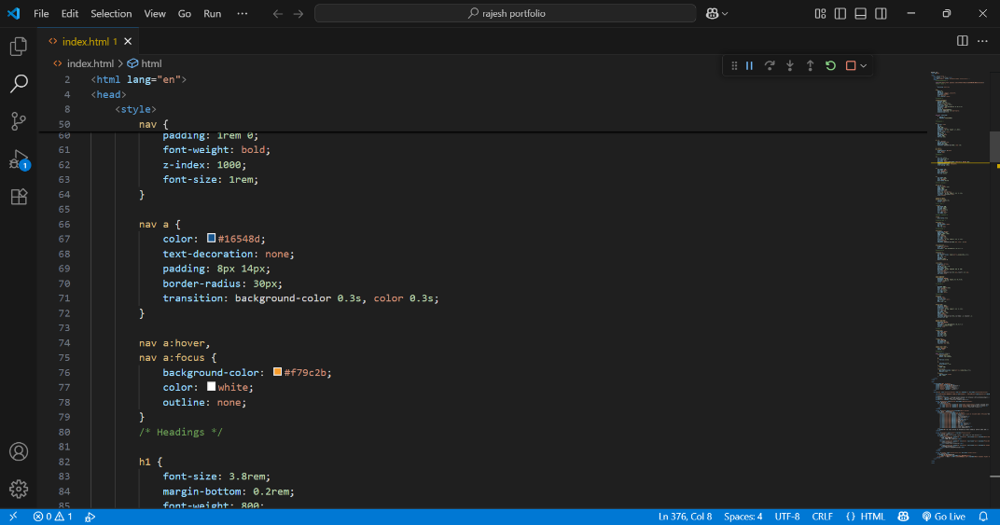 File Edit Selection View Go Run ··· rajesh portfolio
index.html 1
index.html > html
2 <html lang="en">
4 <head>
8 <style>
50 nav {
60 padding: 1rem 0;
61 font-weight: bold;
62 z-index: 1000;
63 font-size: 1rem;
64 }
65
66 nav a {
67 color: #16548d;
68 text-decoration: none;
69 padding: 8px 14px;
70 border-radius: 30px;
71 transition: background-color 0.3s, color 0.3s;
72 }
73
74 nav a:hover,
75 nav a:focus {
76 background-color: #f79c2b;
77 color: white;
78 outline: none;
79 }
80 /* Headings */
81
82 h1 {
83 font-size: 3.8rem;
84 margin-bottom: 0.2rem;
85 font-weight: 800;
1
0 1 Ln 376, Col 8 Spaces: 4 UTF-8 CRLF {} HTML Go Live